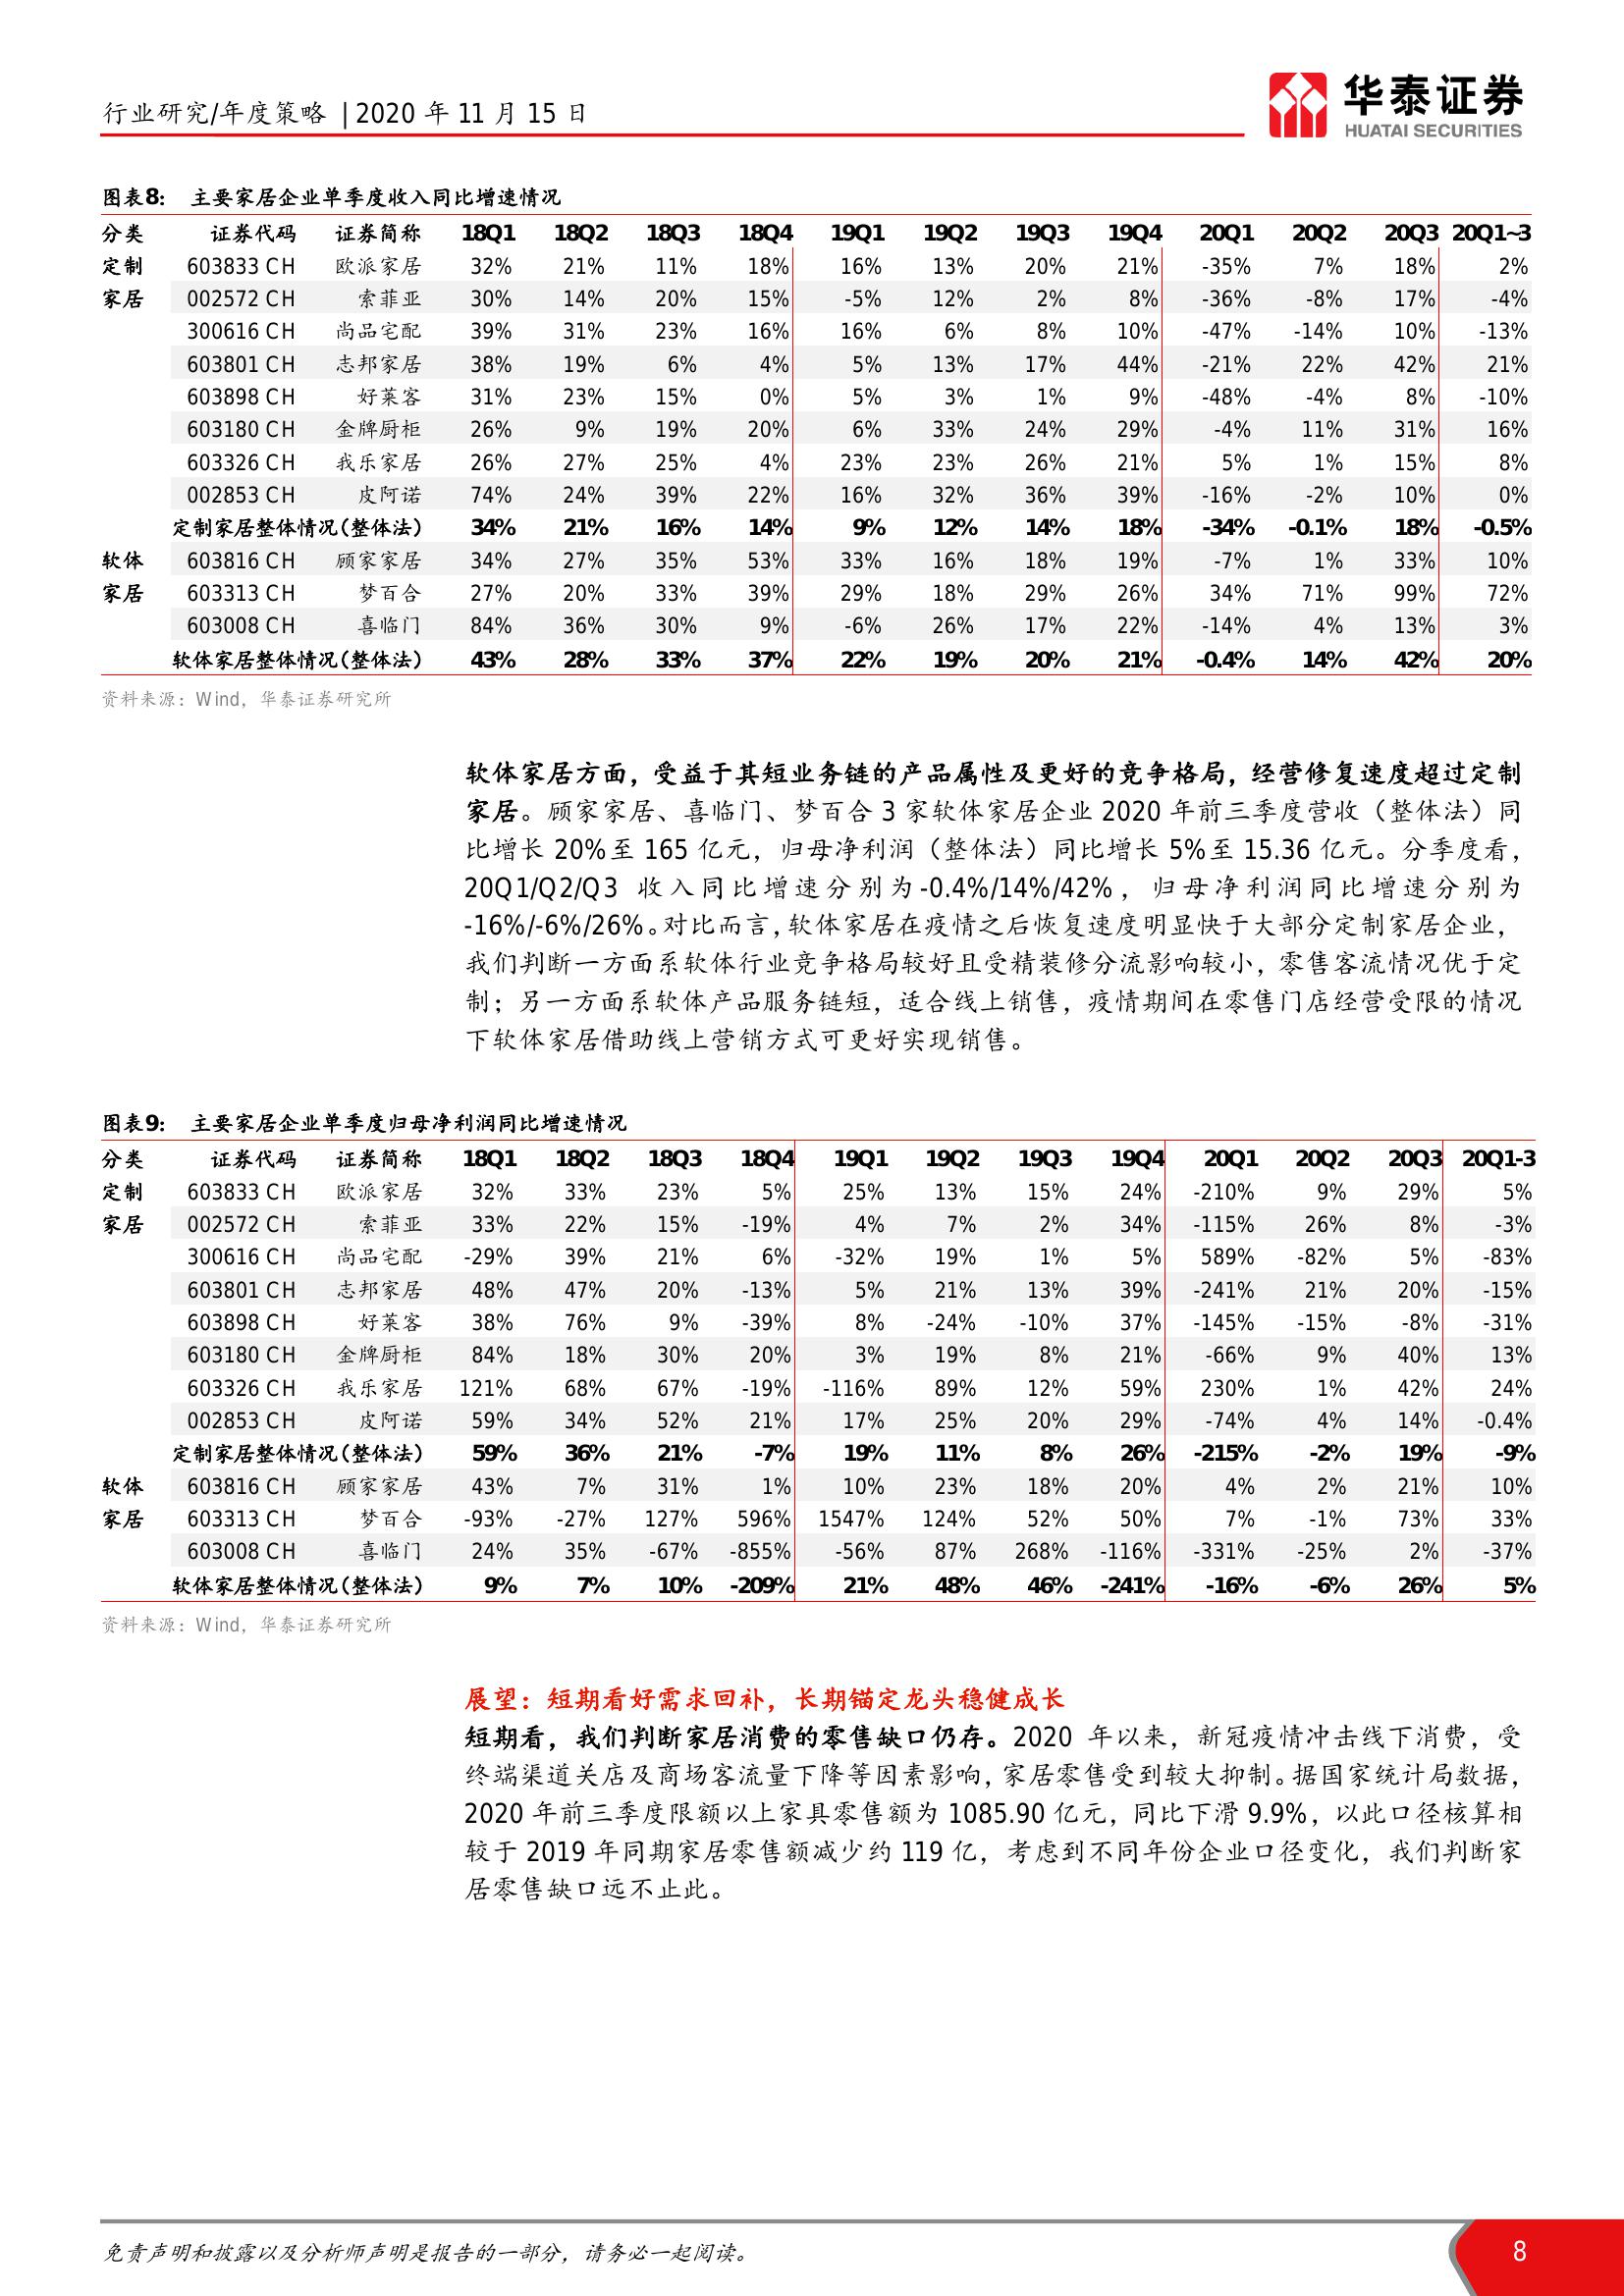 行业研究/年度策略 | 2020 年 11 月 15 日
华泰证券
HUATAI SECURITIES
图表8： 主要家居企业单季度收入同比增速情况
分类 证券代码 证券简称 18Q1 18Q2 18Q3 18Q4 19Q1 19Q2 19Q3 19Q4 20Q1 20Q2 20Q3 20Q1~3
定制 603833 CH 欧派家居 32% 21% 11% 18% 16% 13% 20% 21% -35% 7% 18% 2%
家居 002572 CH 索菲亚 30% 14% 20% 15% -5% 12% 2% 8% -36% -8% 17% -4%
300616 CH 尚品宅配 39% 31% 23% 16% 16% 6% 8% 10% -47% -14% 10% -13%
603801 CH 志邦家居 38% 19% 6% 4% 5% 13% 17% 44% -21% 22% 42% 21%
603898 CH 好莱客 31% 23% 15% 0% 5% 3% 1% 9% -48% -4% 8% -10%
603180 CH 金牌厨柜 26% 9% 19% 20% 6% 33% 24% 29% -4% 11% 31% 16%
603326 CH 我乐家居 26% 27% 25% 4% 23% 23% 26% 21% 5% 1% 15% 8%
002853 CH 皮阿诺 74% 24% 39% 22% 16% 32% 36% 39% -16% -2% 10% 0%
定制家居整体情况（整体法） 34% 21% 16% 14% 9% 12% 14% 18% -34% -0.1% 18% -0.5%
软体 603816 CH 顾家家居 34% 27% 35% 53% 33% 16% 18% 19% -7% 1% 33% 10%
家居 603313 CH 梦百合 27% 20% 33% 39% 29% 18% 29% 26% 34% 71% 99% 72%
603008 CH 喜临门 84% 36% 30% 9% -6% 26% 17% 22% -14% 4% 13% 3%
软体家居整体情况（整体法） 43% 28% 33% 37% 22% 19% 20% 21% -0.4% 14% 42% 20%
资料来源：Wind，华泰证券研究所
软体家居方面，受益于其短业务链的产品属性及更好的竞争格局，经营修复速度超过定制
家居。顾家家居、喜临门、梦百合 3 家软体家居企业 2020 年前三季度营收（整体法）同
比增长 20%至 165 亿元，归母净利润（整体法）同比增长 5%至 15.36 亿元。分季度看，
20Q1/Q2/Q3 收入同比增速分别为-0.4%/14%/42%，归母净利润同比增速分别为
-16%/-6%/26%。对比而言，软体家居在疫情之后恢复速度明显快于大部分定制家居企业，
我们判断一方面系软体行业竞争格局较好且受精装修分流影响较小，零售客流情况优于定
制；另一方面系软体产品服务链短，适合线上销售，疫情期间在零售门店经营受限的情况
下软体家居借助线上营销方式可更好实现销售。
图表9： 主要家居企业单季度归母净利润同比增速情况
分类 证券代码 证券简称 18Q1 18Q2 18Q3 18Q4 19Q1 19Q2 19Q3 19Q4 20Q1 20Q2 20Q3 20Q1-3
定制 603833 CH 欧派家居 32% 33% 23% 5% 25% 13% 15% 24% -210% 9% 29% 5%
家居 002572 CH 索菲亚 33% 22% 15% -19% 4% 7% 2% 34% -115% 26% 8% -3%
300616 CH 尚品宅配 -29% 39% 21% 6% -32% 19% 1% 5% 589% -82% 5% -83%
603801 CH 志邦家居 48% 47% 20% -13% 5% 21% 13% 39% -241% 21% 20% -15%
603898 CH 好莱客 38% 76% 9% -39% 8% -24% -10% 37% -145% -15% -8% -31%
603180 CH 金牌厨柜 84% 18% 30% 20% 3% 19% 8% 21% -66% 9% 40% 13%
603326 CH 我乐家居 121% 68% 67% -19% -116% 89% 12% 59% 230% 1% 42% 24%
002853 CH 皮阿诺 59% 34% 52% 21% 17% 25% 20% 29% -74% 4% 14% -0.4%
定制家居整体情况（整体法） 59% 36% 21% -7% 19% 11% 8% 26% -215% -2% 19% -9%
软体 603816 CH 顾家家居 43% 7% 31% 1% 10% 23% 18% 20% 4% 2% 21% 10%
家居 603313 CH 梦百合 -93% -27% 127% 596% 1547% 124% 52% 50% 7% -1% 73% 33%
603008 CH 喜临门 24% 35% -67% -855% -56% 87% 268% -116% -331% -25% 2% -37%
软体家居整体情况（整体法） 9% 7% 10% -209% 21% 48% 46% -241% -16% -6% 26% 5%
资料来源：Wind，华泰证券研究所
展望：短期看好需求回补，长期锚定龙头稳健成长
短期看，我们判断家居消费的零售缺口仍存。2020 年以来，新冠疫情冲击线下消费，受
终端渠道关店及商场客流量下降等因素影响，家居零售受到较大抑制。据国家统计局数据，
2020 年前三季度限额以上家具零售额为 1085.90 亿元，同比下滑 9.9%，以此口径核算相
较于 2019 年同期家居零售额减少约 119 亿，考虑到不同年份企业口径变化，我们判断家
居零售缺口远不止此。
免责声明和披露以及分析师声明是报告的一部分，请务必一起阅读。
8